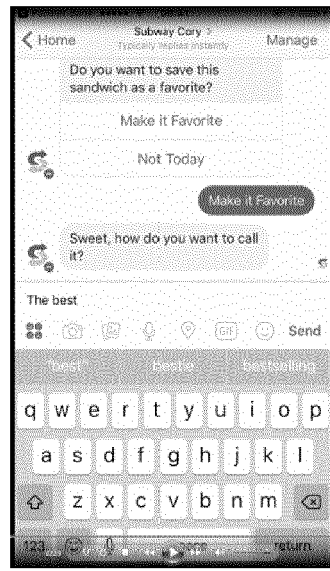 Home
Subway Cory
Typically replies instantly
Manage
Do you want to save this
sandwich as a favorite?
Make it Favorite
Not Today
Make it Favorite
Sweet, how do you want to call
it?
The best
GIF
Send
"best"
bestie
bestselling
q w e r t y u i o p
a s d f g h j k l
z x c v b n m
123
return